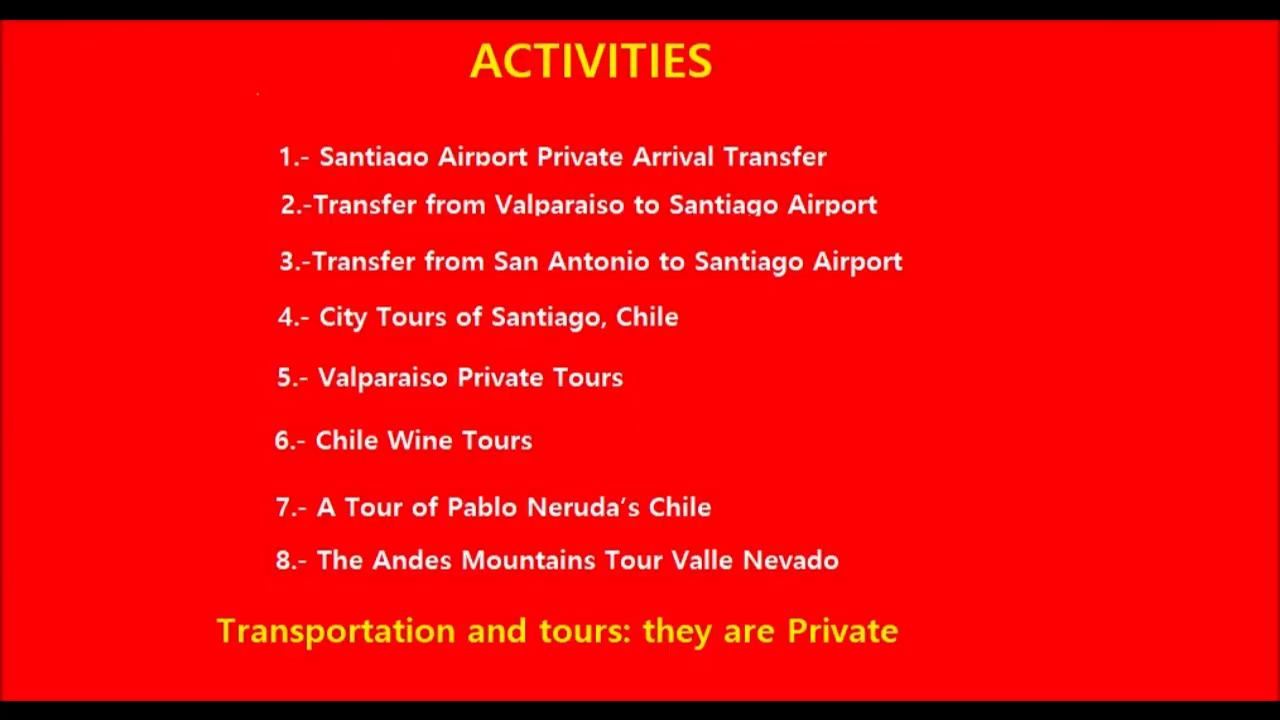 ACTIVITIES
1.- Santiago Airport Private Arrival Transfer
2.-Transfer from Valparaiso to Santiago Airport
3.-Transfer from San Antonio to Santiago Airport
4.- City Tours of Santiago, Chile
5.- Valparaiso Private Tours
6.- Chile Wine Tours
7.- A Tour of Pablo Neruda’s Chile
8.- The Andes Mountains Tour Valle Nevado
Transportation and tours: they are Private